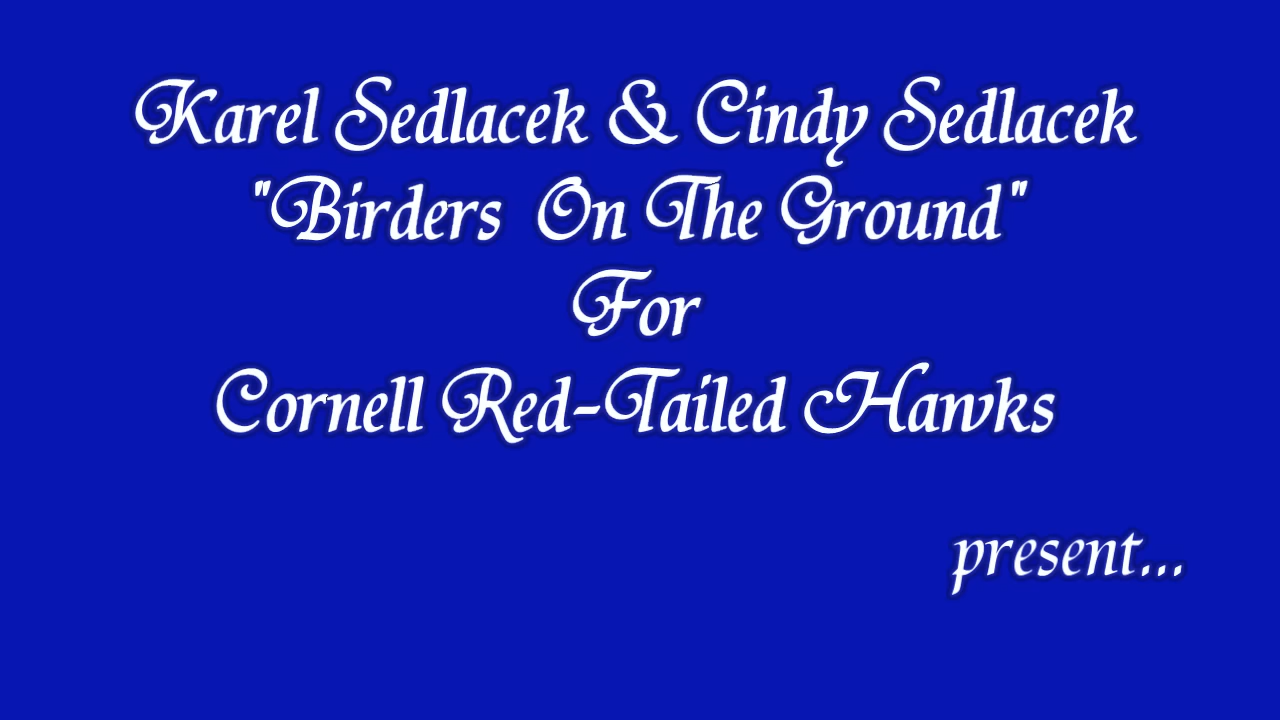 Karel Sedlacek & Cindy Sedlacek
"Birders On The Ground"
For
Cornell Red-Tailed Hawks
present...